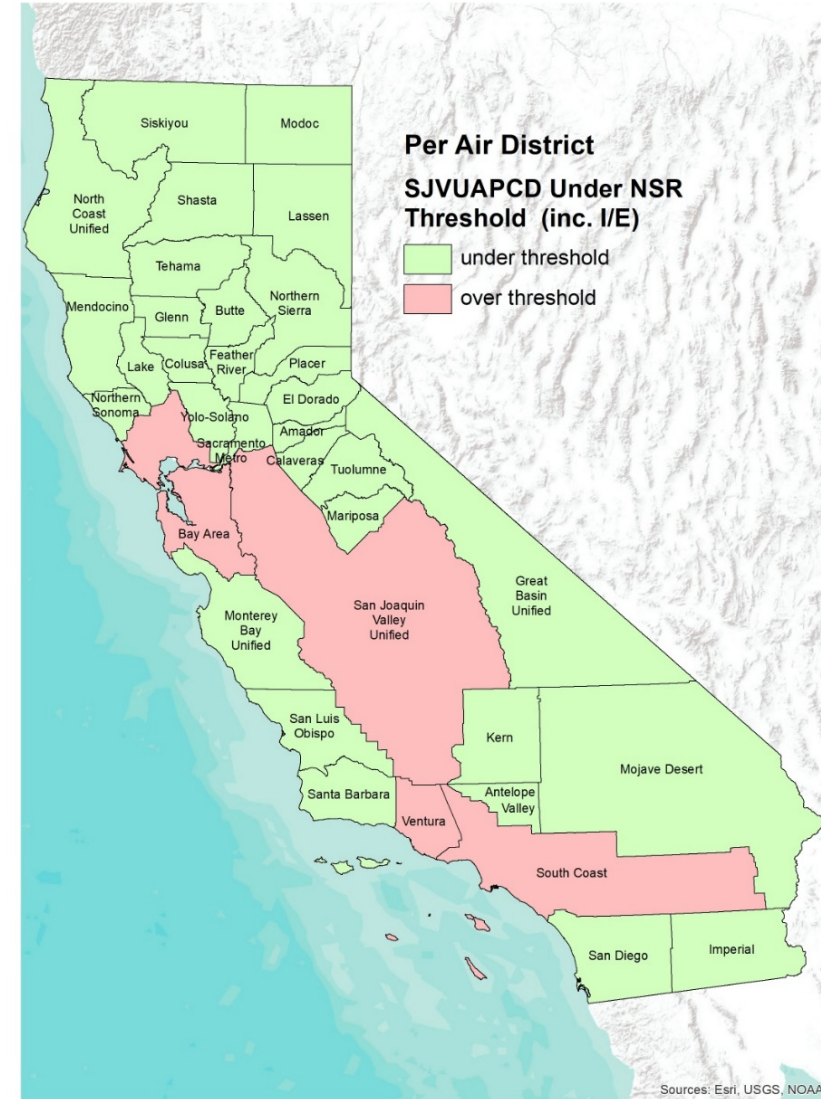 Per Air District
SJVUAPCD Under NSR
Threshold (inc. I/E)
under threshold
over threshold
Siskiyou
Modoc
North
Coast
Unified
Shasta
Lassen
Tehama
Mendocino
Glenn
Butte
Northern
Sierra
Lake
Colusa
Feather
River
Placer
Northern
Sonoma
Yolo-Solano
El Dorado
Sacramento
Metro
Amador
Calaveras
Tuolumne
Mariposa
Bay Area
Great
Basin
Unified
Monterey
Bay
Unified
San Joaquin
Valley
Unified
San Luis
Obispo
Kern
Mojave Desert
Santa Barbara
Ventura
Antelope
Valley
South Coast
San Diego
Imperial
Sources: Esri, USGS, NOAA